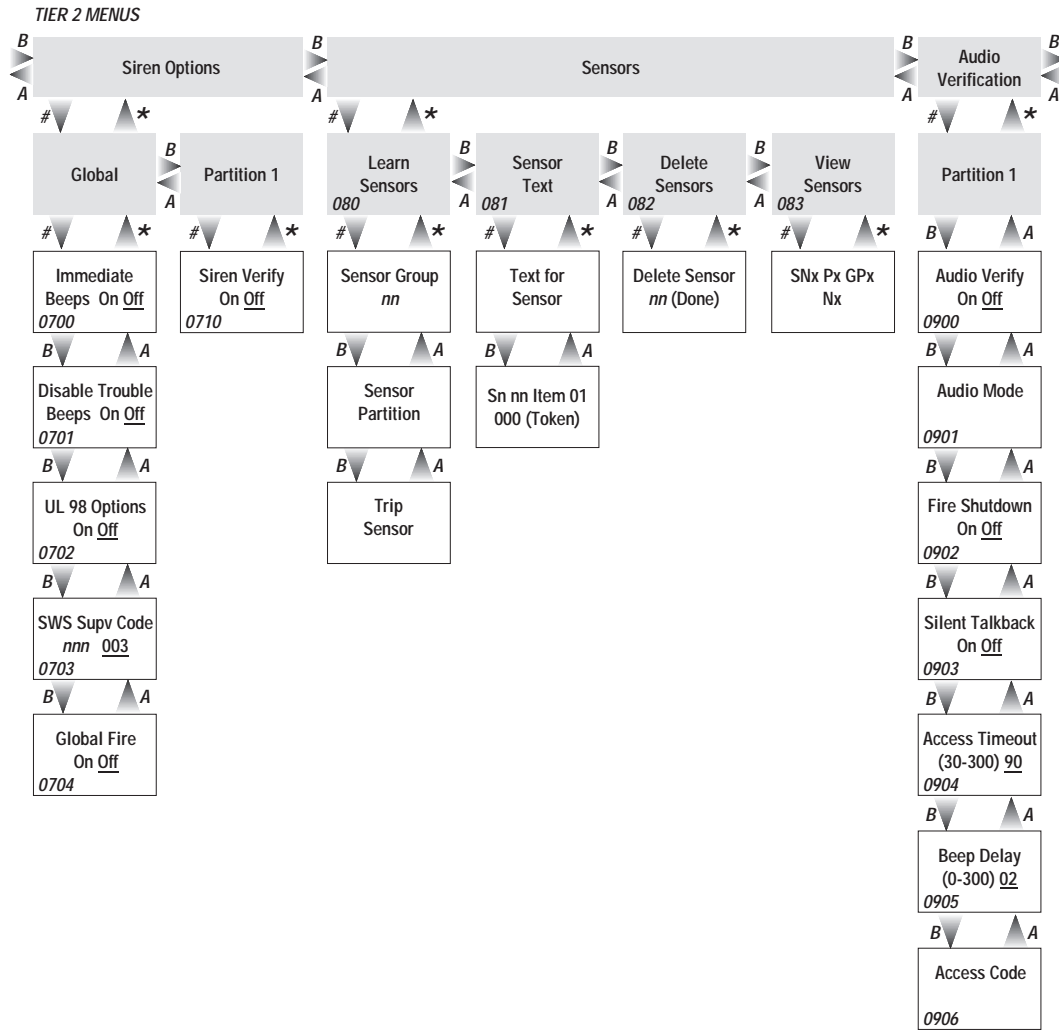 TIER 2 MENUS
B
A
Siren Options
B
A
Sensors
B
A
Audio
Verification
B
A
# *
# *
# *
Global
B
A
Partition 1
Learn
Sensors
080
B
A
Sensor
Text
081
B
A
Delete
Sensors
082
B
A
View
Sensors
083
Partition 1
# *
# *
# *
# *
# *
# *
B A
Immediate
Beeps On Off
0700
Siren Verify
On Off
0710
Sensor Group
nn
Text for
Sensor
Delete Sensor
nn (Done)
SNx Px GPx
Nx
Audio Verify
On Off
0900
B A
B A
B A
B A
Disable Trouble
Beeps On Off
0701
Sensor
Partition
Sn nn Item 01
000 (Token)
Audio Mode
0901
B A
B A
B A
UL 98 Options
On Off
0702
Trip
Sensor
Fire Shutdown
On Off
0902
B A
B A
SWS Supv Code
nnn 003
0703
Silent Talkback
On Off
0903
B A
B A
Global Fire
On Off
0704
Access Timeout
(30-300) 90
0904
B A
Beep Delay
(0-300) 02
0905
B A
Access Code
0906